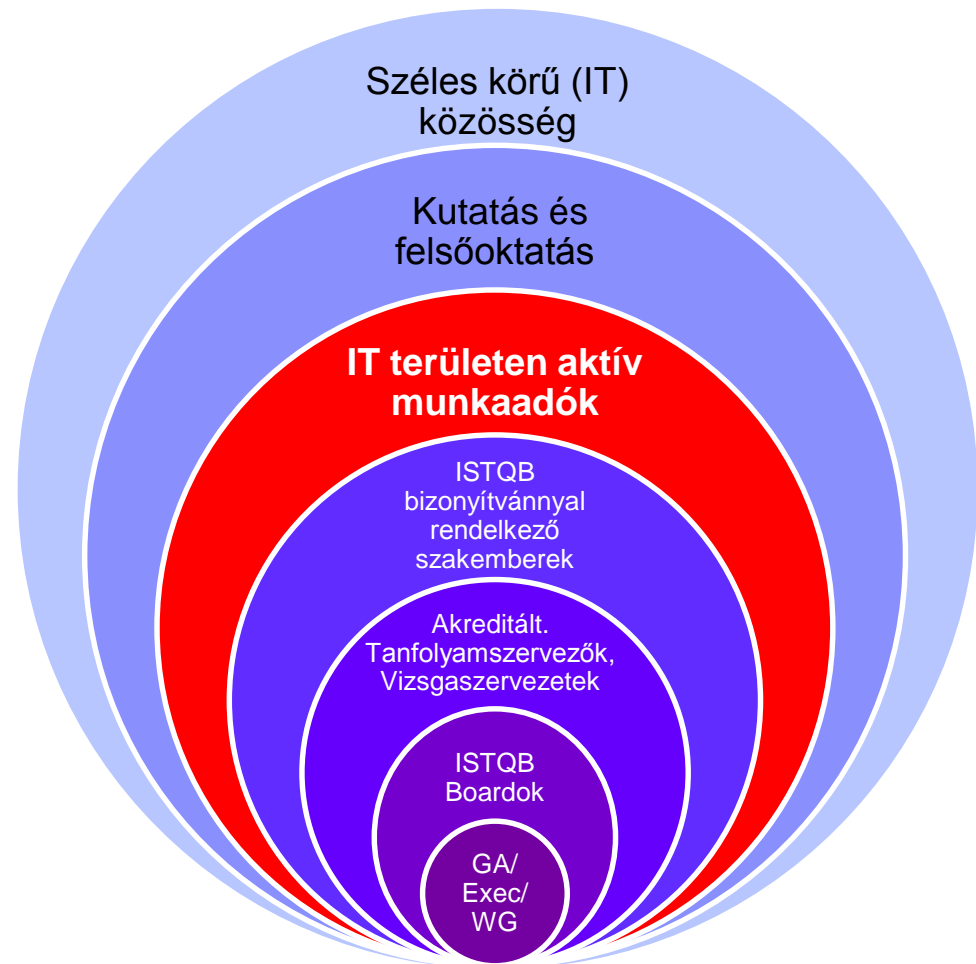 Széles körű (IT)
közösség
Kutatás és
felsőoktatás
IT területen aktív
munkaadók
ISTQB
bizonyítvánnyal
rendelkező
szakemberek
Akreditált.
Tanfolyamszervezők,
Vizsgaszervezetek
ISTQB
Boardok
GA/
Exec/
WG